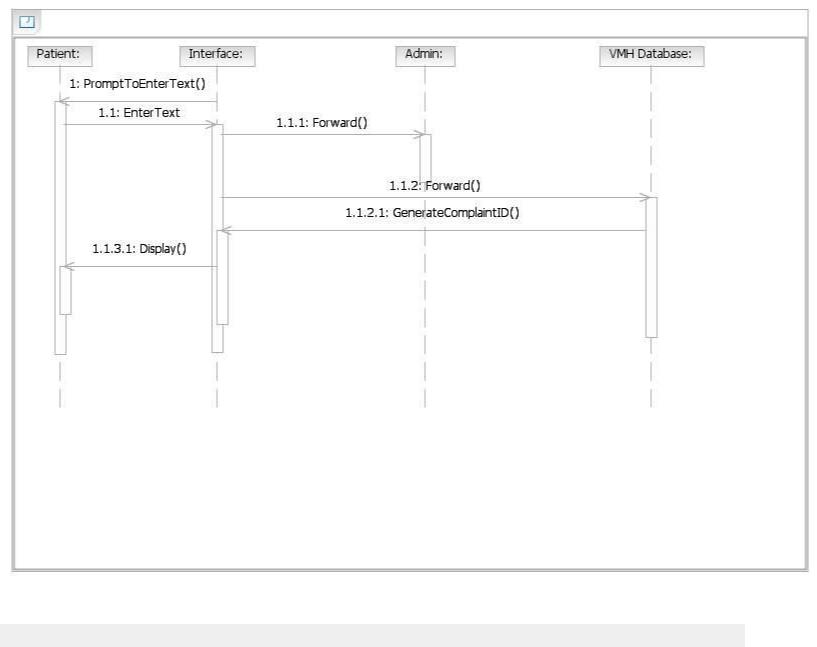 Patient: Interface: Admin: VMH Database:
1: PromptToEnterText()
1.1: EnterText
1.1.1: Forward()
1.1.2: Forward()
1.1.2.1: GenerateComplaintID()
1.1.3.1: Display()